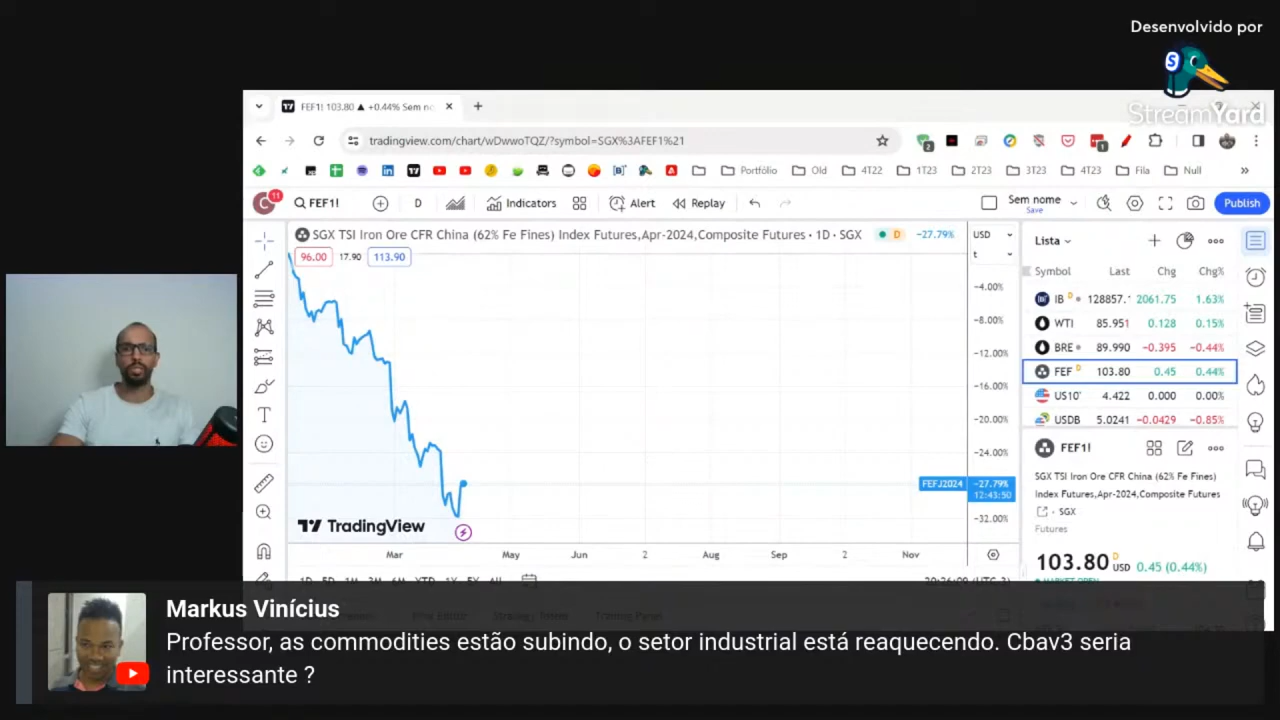 Desenvolvido por
StreamYard
FEF1! 103.80 ▲ +0.44% Sem no
tradingview.com/chart/wDwwoTQZ/?symbol=SGX%3AFEF1%21
Portfólio Old 4T22 1T23 2T23 3T23 4T23 Fila Null
C 11 FEF1! D Indicators Alert Replay Sem nome Save Publish
SGX TSI Iron Ore CFR China (62% Fe Fines) Index Futures,Apr-2024,Composite Futures · 1D · SGX D -27.79% USD
96.00 17.90 113.90 t
Lista
Symbol Last Chg Chg%
IB D 128857. 2061.75 1.63%
WTI 85.951 0.128 0.15%
BRE 89.990 -0.395 -0.44%
FEF D 103.80 0.45 0.44%
US10 4.422 0.000 0.00%
USDB 5.0241 -0.0429 -0.85%
-4.00%
-8.00%
-12.00%
-16.00%
-20.00%
-24.00%
FEFJ2024 -27.79%
12:43:50
-32.00%
TradingView
Mar May Jun 2 Aug Sep 2 Nov
FEF1!
SGX TSI Iron Ore CFR China (62% Fe Fines)
Index Futures,Apr-2024,Composite Futures
SGX
Futures
103.80 D USD 0.45 (0.44%)
Markus Vinícius
Professor, as commodities estão subindo, o setor industrial está reaquecendo. Cbav3 seria
interessante ?